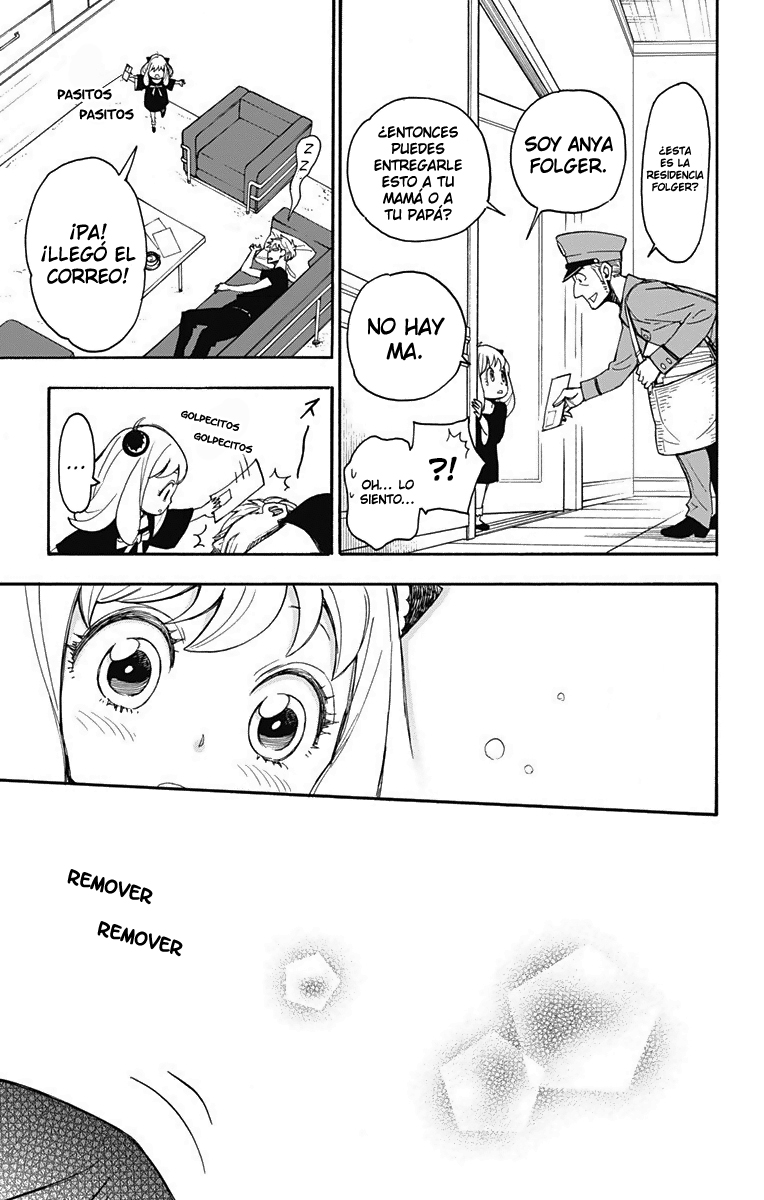 ¿ESTA
ES LA
RESIDENCIA
FOLGER?
SOY ANYA
FOLGER.
¿ENTONCES
PUEDES
ENTREGARLE
ESTO A TU
MAMÁ O A
TU PAPÁ?
NO HAY
MA.
?!
OH... LO
SIENTO...
PASITOS
PASITOS
Z
Z
¡PA!
¡LLEGÓ EL
CORREO!
GOLPECITOS
GOLPECITOS
...
REMOVER
REMOVER